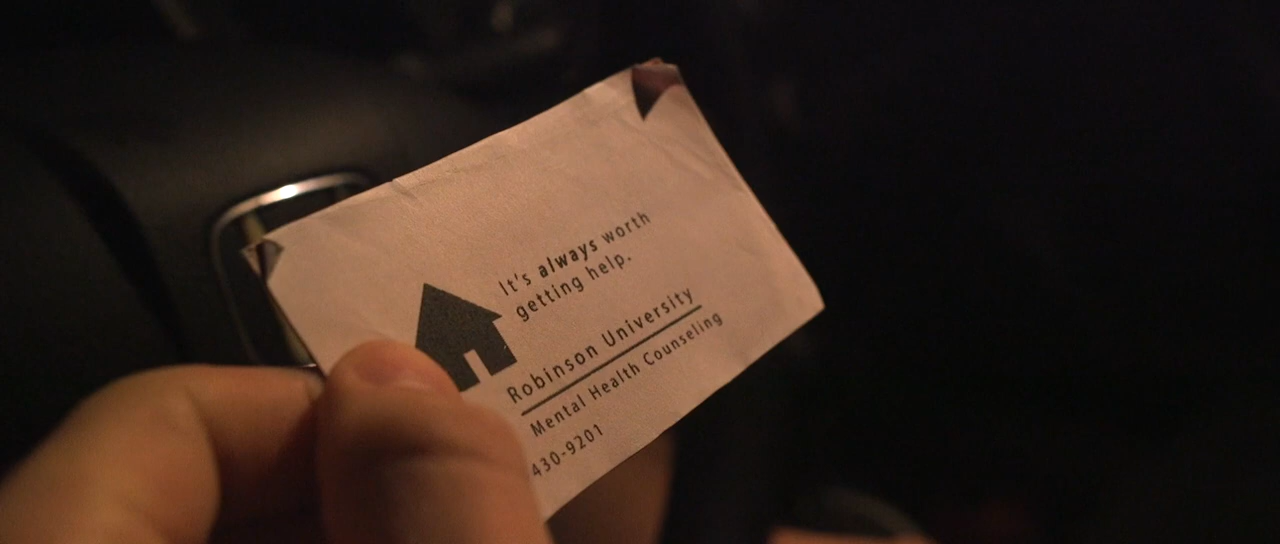 It's always worth
getting help.
Robinson University
Mental Health Counseling
430-9201